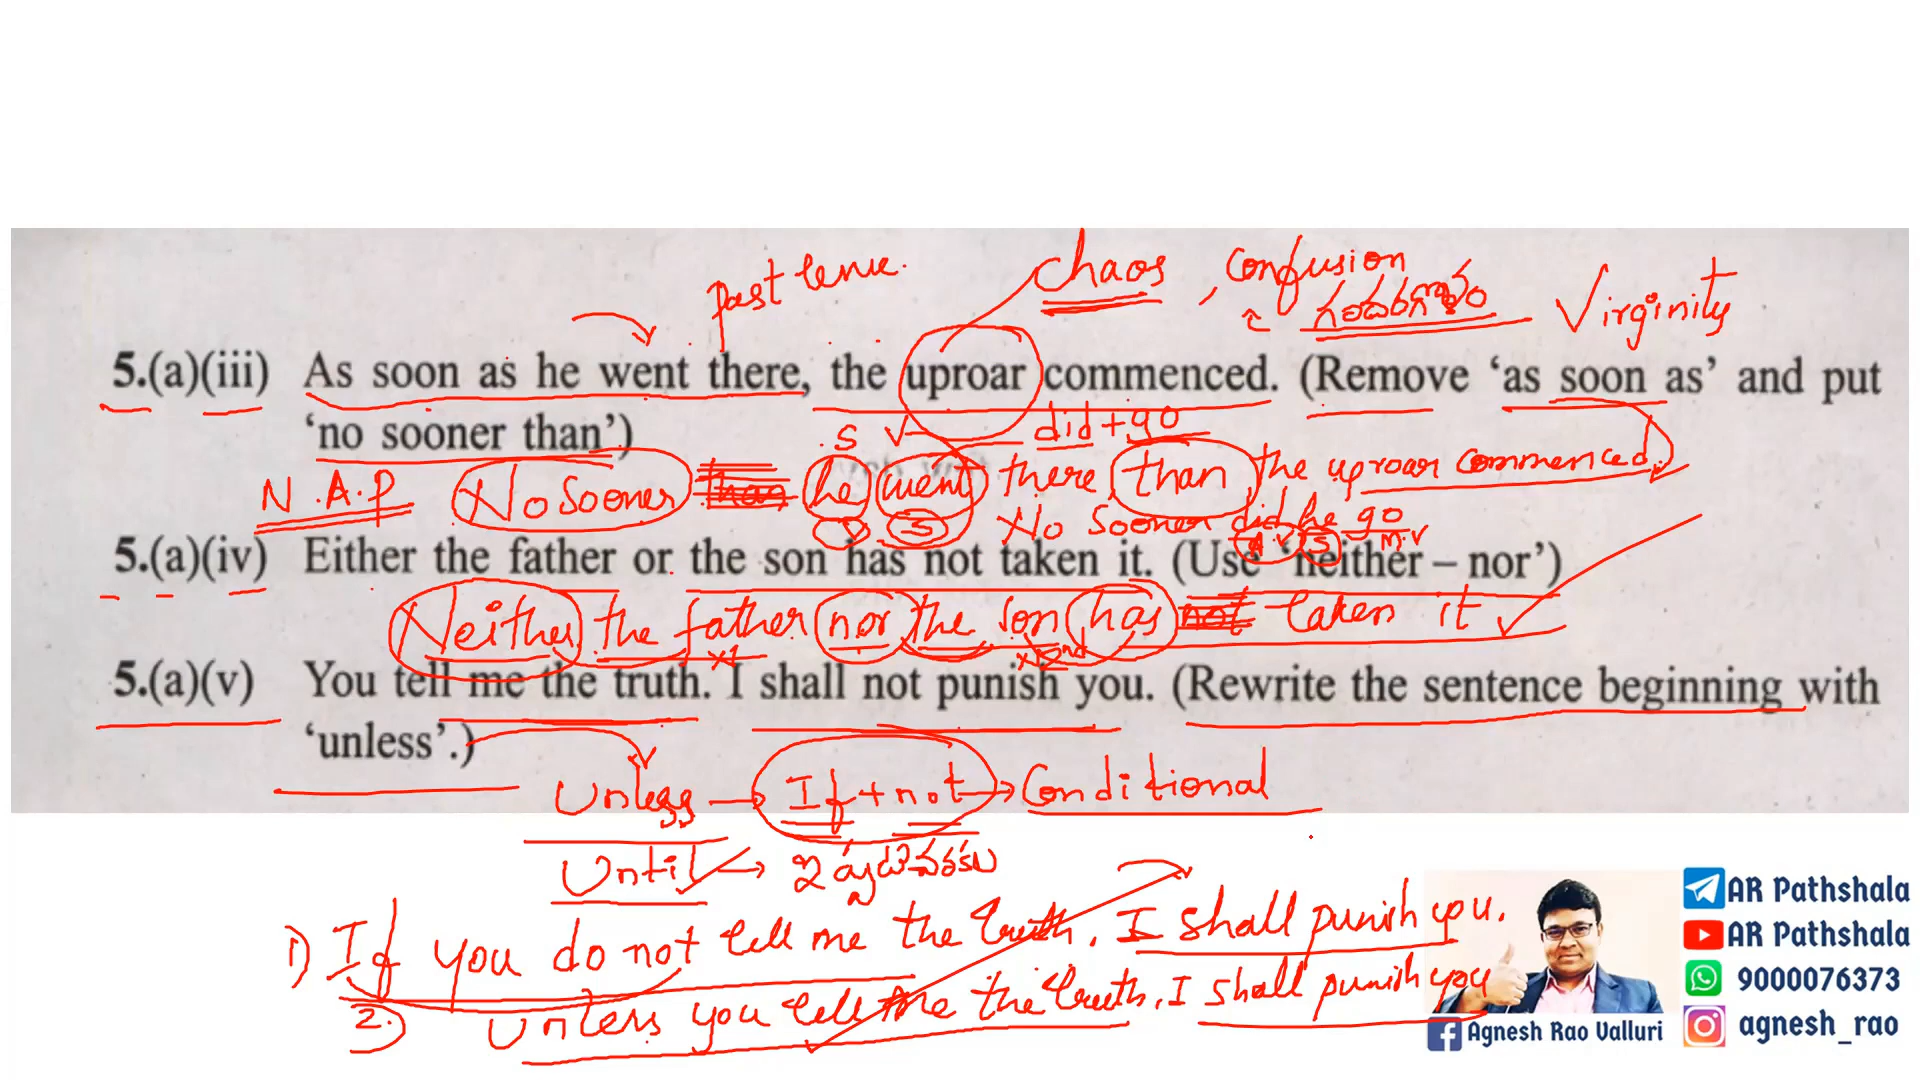 past tense.
chaos, confusion
Virginity
5.(a)(iii) As soon as he went there, the uproar commenced. (Remove ‘as soon as’ and put
‘no sooner than’)
S did + go
N.A.P No Sooner than he went there than the uproar commenced.
S No Sooner did he go
A.V S M.V
5.(a)(iv) Either the father or the son has not taken it. (Use ‘neither – nor’)
Neither the father nor the son has not taken it
5.(a)(v) You tell me the truth. I shall not punish you. (Rewrite the sentence beginning with
‘unless’.)
Unless → If + not → Conditional
Until →
1) If you do not tell me the truth, I shall punish you.
2.) Unless you tell me the truth, I shall punish you
AR Pathshala
AR Pathshala
9000076373
agnesh_rao
Agnesh Rao Valluri